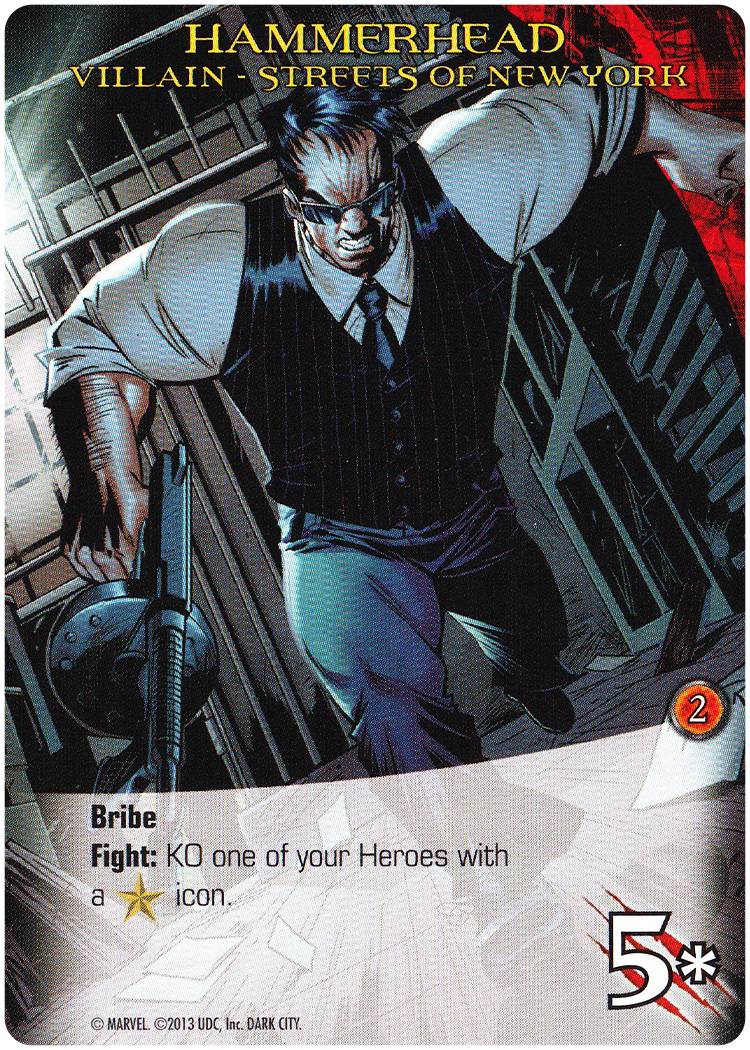 HAMMERHEAD
VILLAIN - STREETS OF NEW YORK
2
Bribe
Fight: KO one of your Heroes with
a icon.
5*
© MARVEL. ©2013 UDC, Inc. DARK CITY.